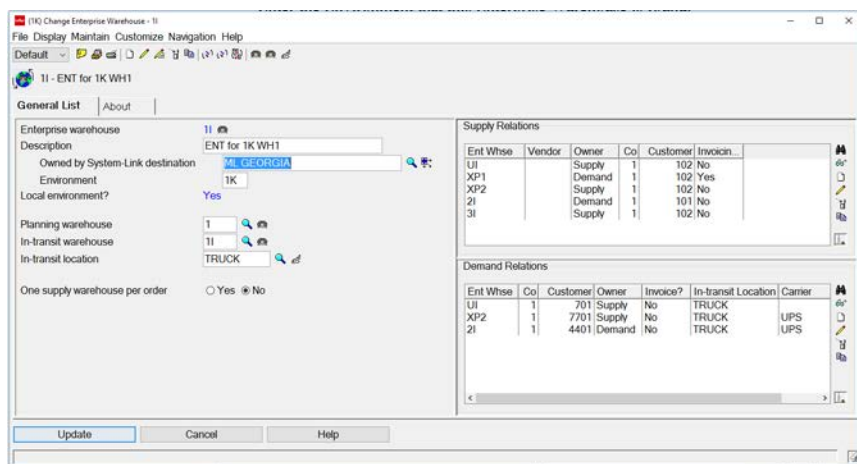 (1K) Change Enterprise Warehouse - 1I
File Display Maintain Customize Navigation Help
Default
1I - ENT for 1K WH1
General List About
Enterprise warehouse 1I
Description ENT for 1K WH1
Owned by System-Link destination ML GEORGIA
Environment 1K
Local environment? Yes
Planning warehouse 1
In-transit warehouse 1I
In-transit location TRUCK
One supply warehouse per order Yes No
Supply Relations
Ent Whse Vendor Owner Co Customer Invoicin...
UI Supply 1 102 No
XP1 Demand 1 102 Yes
XP2 Supply 1 102 No
2I Demand 1 101 No
3I Supply 1 102 No
Demand Relations
Ent Whse Co Customer Owner Invoice? In-transit Location Carrier
UI 1 701 Supply No TRUCK
XP2 1 7701 Supply No TRUCK UPS
2I 1 4401 Demand No TRUCK UPS
Update Cancel Help